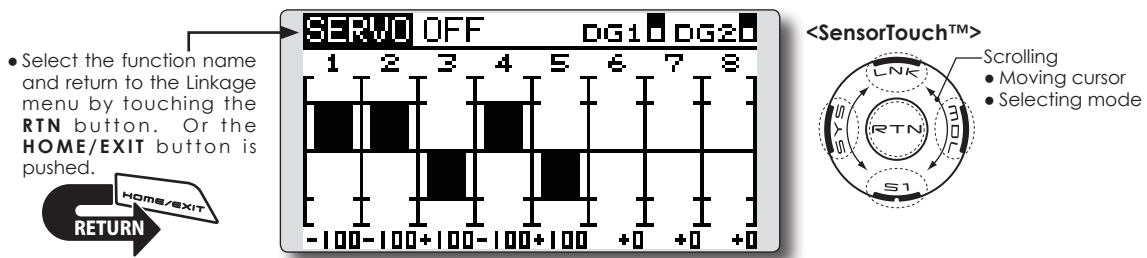 ● Select the function name
and return to the Linkage
menu by touching the
RTN button. Or the
HOME/EXIT button is
pushed.
HOME/EXIT
RETURN
SERVO OFF DG1 DG2
1 2 3 4 5 6 7 8
-100-100+100-100+100 +0 +0 +0
<SensorTouch™>
Scrolling
● Moving cursor
● Selecting mode
LNK
SYS
RTN
MDL
S1